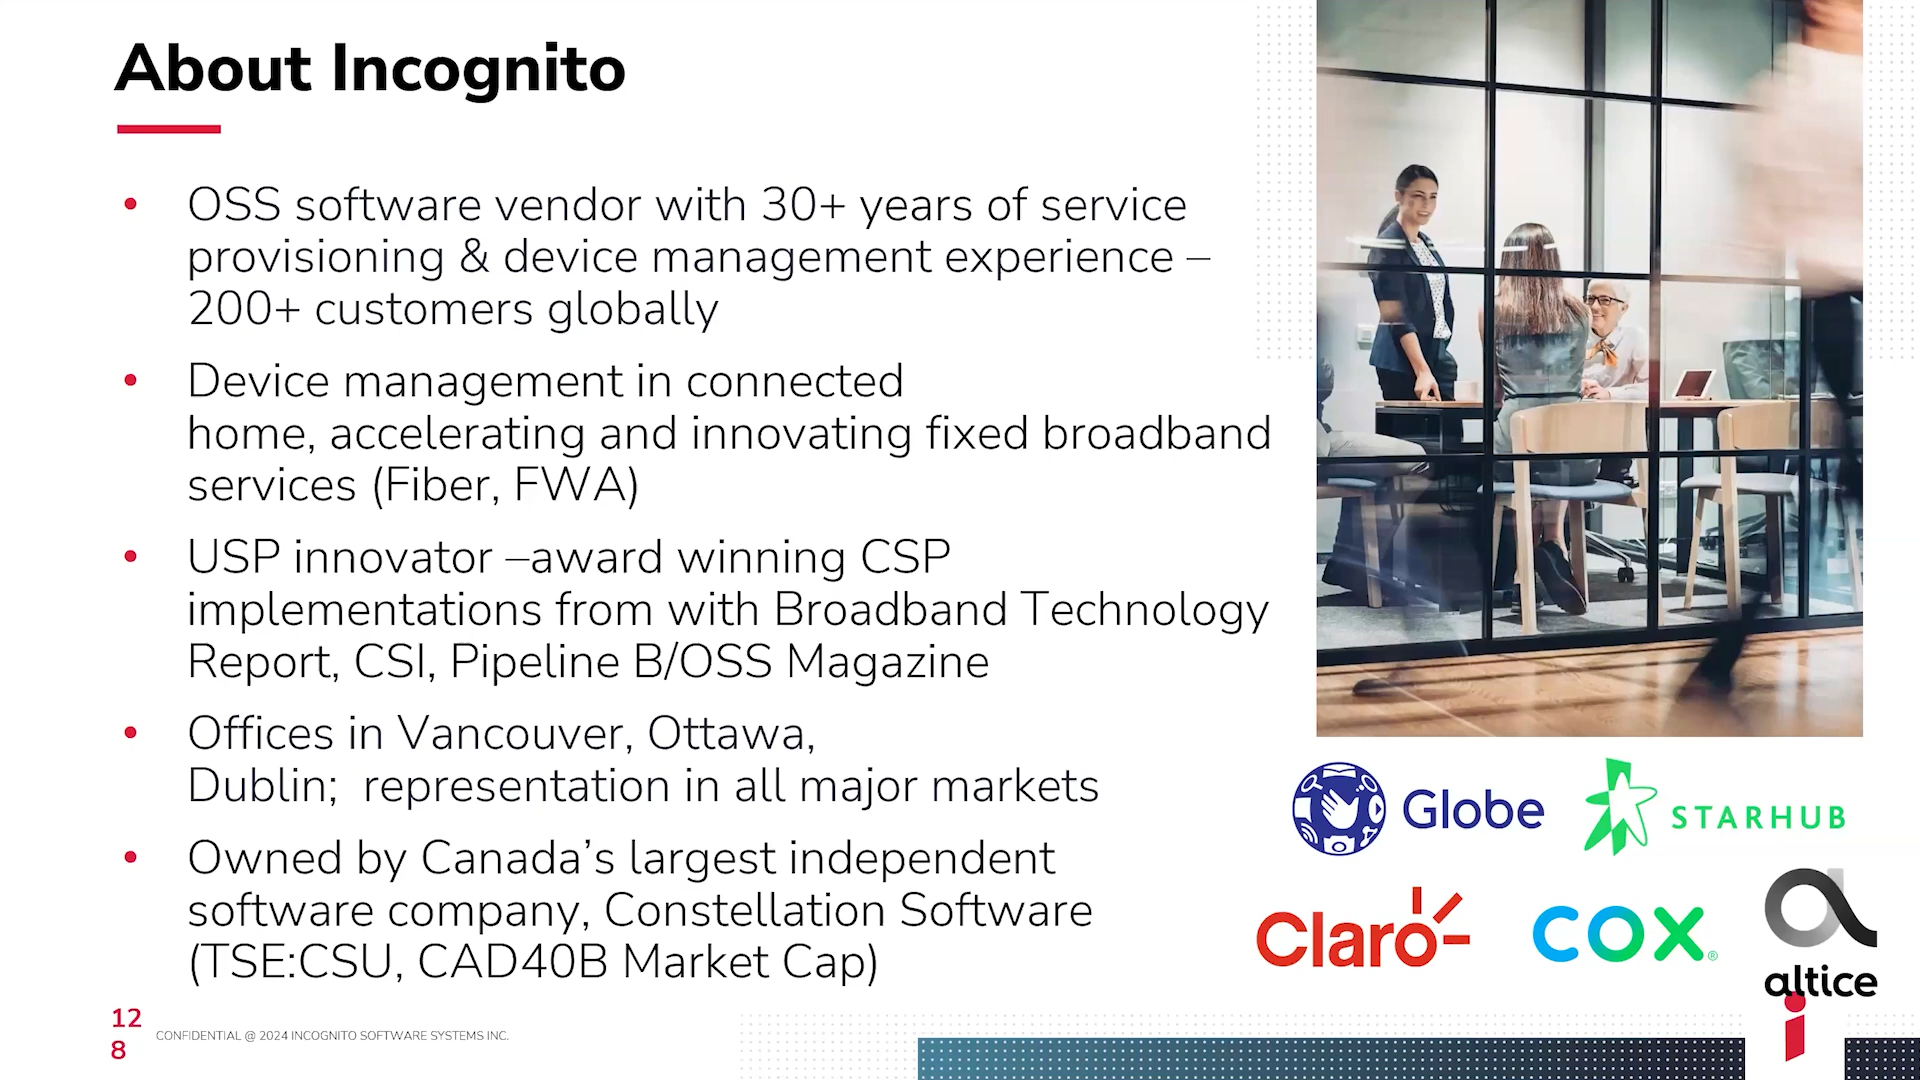 About Incognito
• OSS software vendor with 30+ years of service
provisioning & device management experience –
200+ customers globally
• Device management in connected
home, accelerating and innovating fixed broadband
services (Fiber, FWA)
• USP innovator –award winning CSP
implementations from with Broadband Technology
Report, CSI, Pipeline B/OSS Magazine
• Offices in Vancouver, Ottawa,
Dublin;  representation in all major markets
• Owned by Canada’s largest independent
software company, Constellation Software
(TSE:CSU, CAD40B Market Cap)
Globe
STARHUB
Claro
COX®
altice
12
8
CONFIDENTIAL @ 2024 INCOGNITO SOFTWARE SYSTEMS INC.